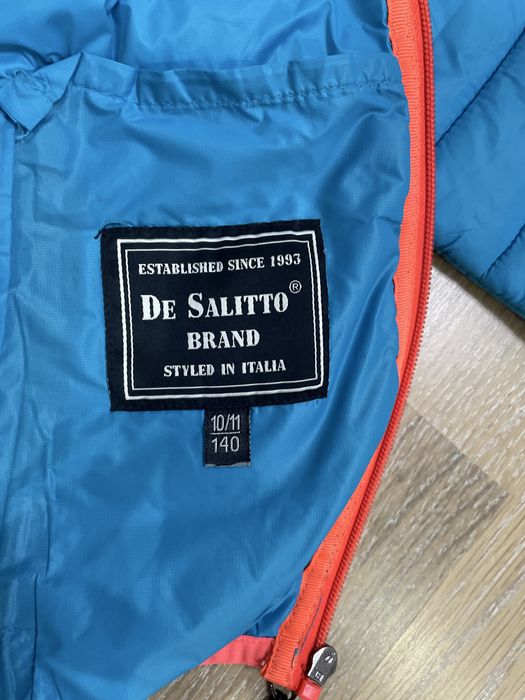 ESTABLISHED SINCE 1993
DE SALITTO®
BRAND
STYLED IN ITALIA
10/11
140